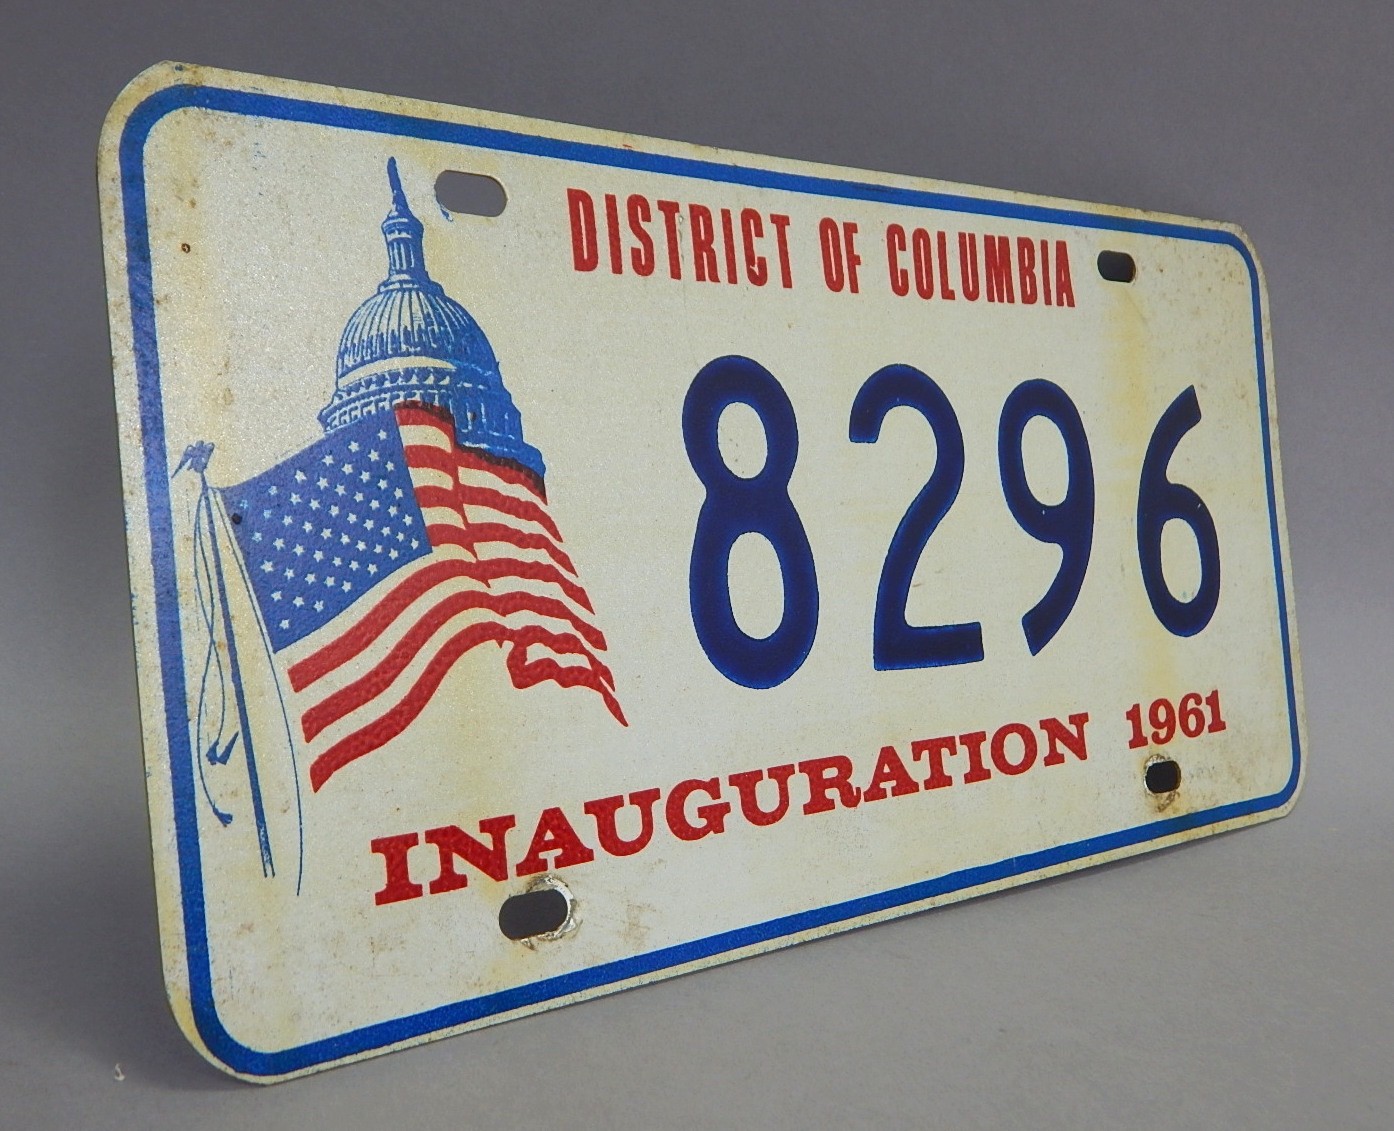 DISTRICT OF COLUMBIA
8296
INAUGURATION 1961